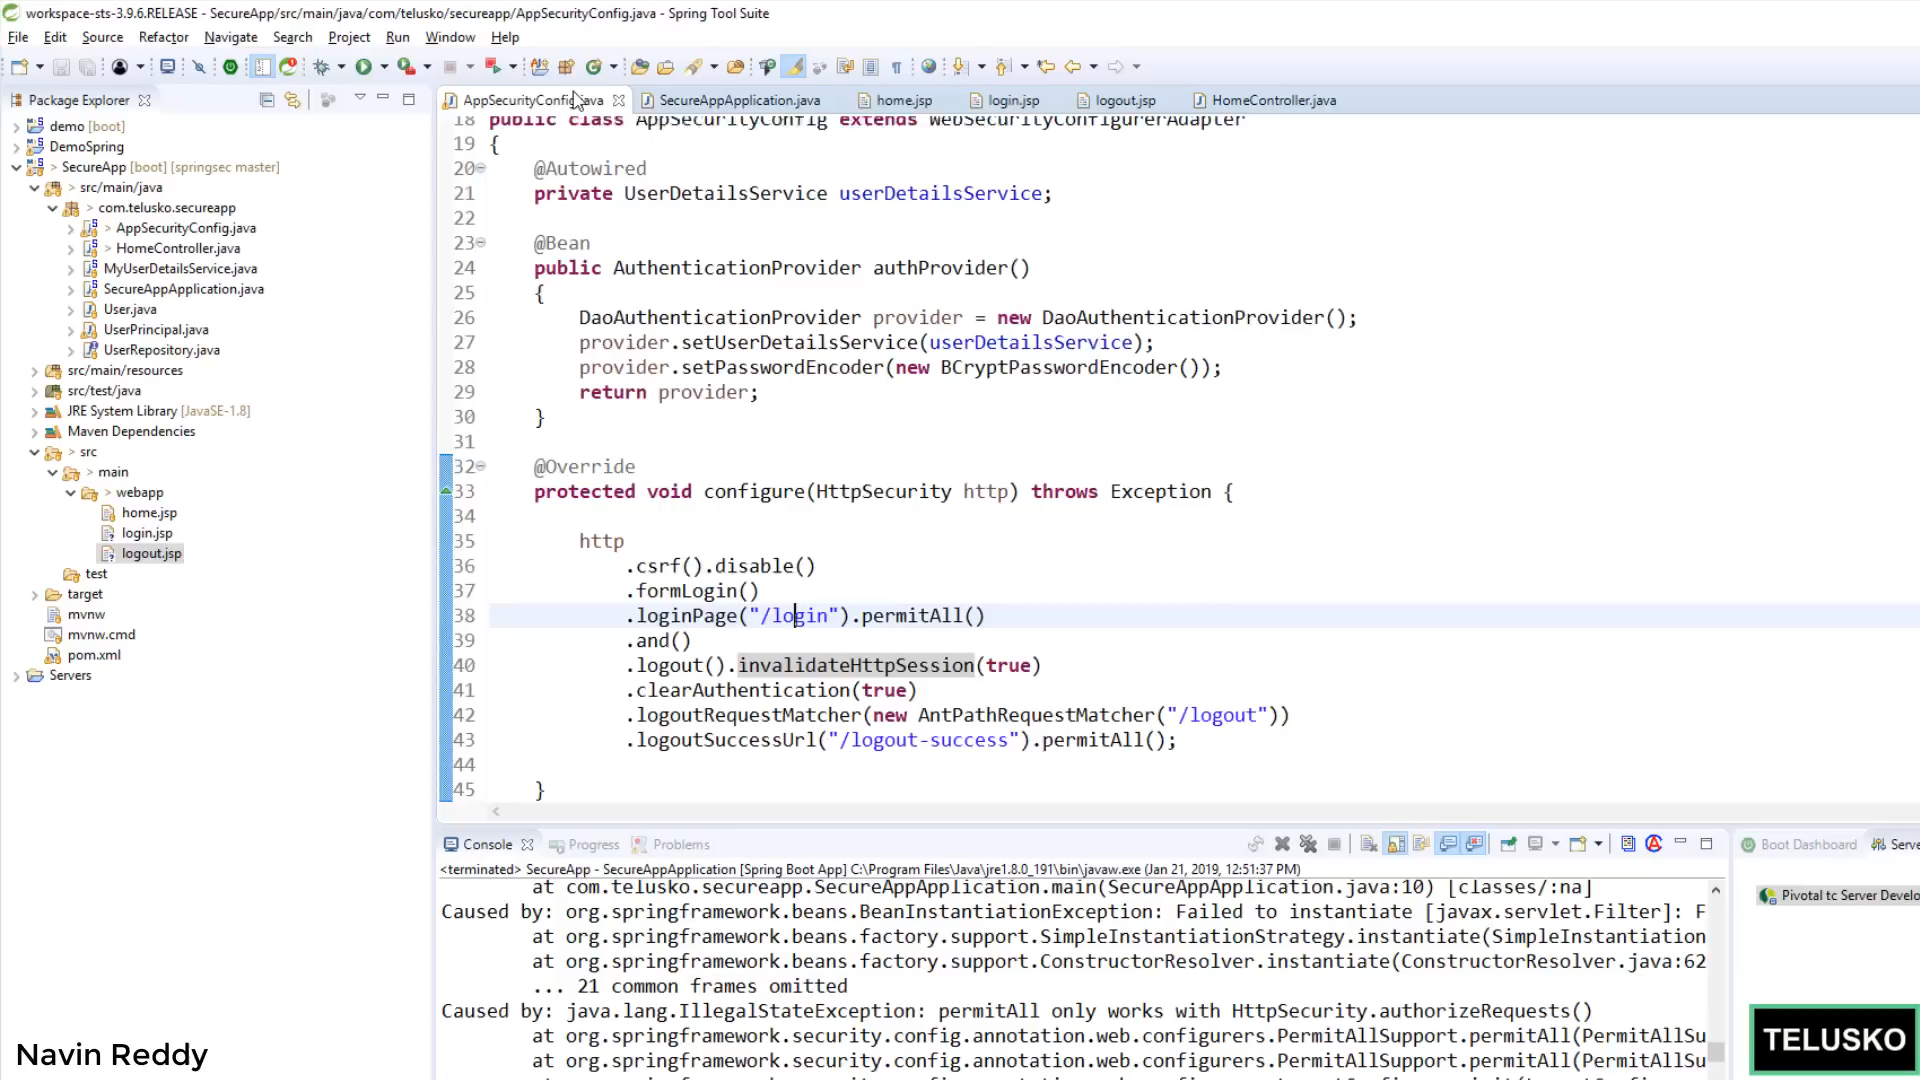 workspace-sts-3.9.6.RELEASE - SecureApp/src/main/java/com/telusko/secureapp/AppSecurityConfig.java - Spring Tool Suite
File Edit Source Refactor Navigate Search Project Run Window Help
Package Explorer
demo [boot]
DemoSpring
> SecureApp [boot] [springsec master]
> src/main/java
> com.telusko.secureapp
> AppSecurityConfig.java
> HomeController.java
MyUserDetailsService.java
SecureAppApplication.java
User.java
UserPrincipal.java
UserRepository.java
src/main/resources
src/test/java
JRE System Library [JavaSE-1.8]
Maven Dependencies
> src
> main
> webapp
home.jsp
login.jsp
logout.jsp
test
target
mvnw
mvnw.cmd
pom.xml
Servers
AppSecurityConfig.java SecureAppApplication.java home.jsp login.jsp logout.jsp HomeController.java
18 public class AppSecurityConfig extends WebSecurityConfigurerAdapter
19 {
20 @Autowired
21 private UserDetailsService userDetailsService;
22
23 @Bean
24 public AuthenticationProvider authProvider()
25 {
26 DaoAuthenticationProvider provider = new DaoAuthenticationProvider();
27 provider.setUserDetailsService(userDetailsService);
28 provider.setPasswordEncoder(new BCryptPasswordEncoder());
29 return provider;
30 }
31
32 @Override
33 protected void configure(HttpSecurity http) throws Exception {
34
35 http
36 .csrf().disable()
37 .formLogin()
38 .loginPage("/login").permitAll()
39 .and()
40 .logout().invalidateHttpSession(true)
41 .clearAuthentication(true)
42 .logoutRequestMatcher(new AntPathRequestMatcher("/logout"))
43 .logoutSuccessUrl("/logout-success").permitAll();
44
45 }
Console Progress Problems
<terminated> SecureApp - SecureAppApplication [Spring Boot App] C:\Program Files\Java\jre1.8.0_191\bin\javaw.exe (Jan 21, 2019, 12:51:37 PM)
at com.telusko.secureapp.SecureAppApplication.main(SecureAppApplication.java:10) [classes/:na]
Caused by: org.springframework.beans.BeanInstantiationException: Failed to instantiate [javax.servlet.Filter]: F
at org.springframework.beans.factory.support.SimpleInstantiationStrategy.instantiate(SimpleInstantiation
at org.springframework.beans.factory.support.ConstructorResolver.instantiate(ConstructorResolver.java:62
... 21 common frames omitted
Caused by: java.lang.IllegalStateException: permitAll only works with HttpSecurity.authorizeRequests()
at org.springframework.security.config.annotation.web.configurers.PermitAllSupport.permitAll(PermitAllSu
at org.springframework.security.config.annotation.web.configurers.PermitAllSupport.permitAll(PermitAllSu
Boot Dashboard Serve
Pivotal tc Server Develo
Navin Reddy
TELUSKO